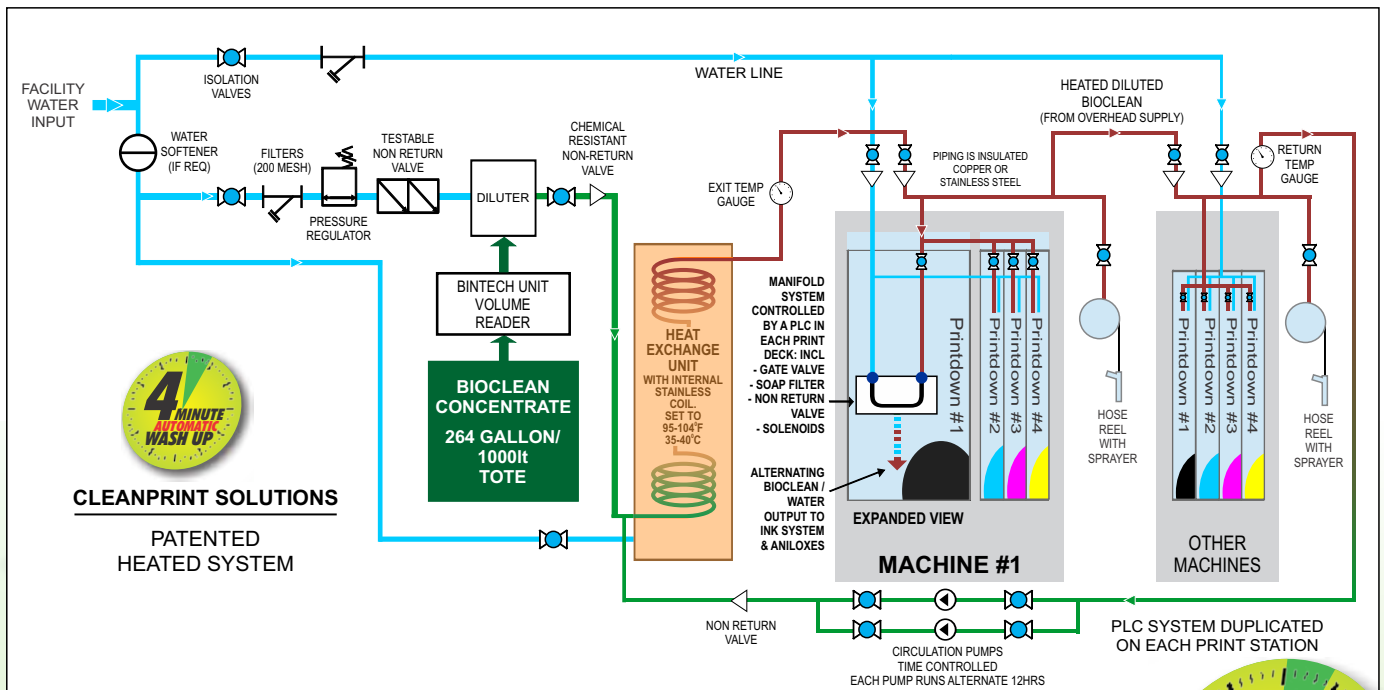 FACILITY
WATER
INPUT
ISOLATION
VALVES
WATER LINE
HEATED DILUTED
BIOCLEAN
(FROM OVERHEAD SUPPLY)
WATER
SOFTENER
(IF REQ)
FILTERS
(200 MESH)
TESTABLE
NON RETURN
VALVE
CHEMICAL
RESISTANT
NON-RETURN
VALVE
PRESSURE
REGULATOR
DILUTER
EXIT TEMP
GAUGE
PIPING IS INSULATED
COPPER OR
STAINLESS STEEL
RETURN
TEMP
GAUGE
BINTECH UNIT
VOLUME
READER
BIOCLEAN
CONCENTRATE
264 GALLON/
1000lt
TOTE
HEAT
EXCHANGE
UNIT
WITH INTERNAL
STAINLESS
COIL.
SET TO
95-104°F
35-40°C
MANIFOLD
SYSTEM
CONTROLLED
BY A PLC IN
EACH PRINT
DECK: INCL
- GATE VALVE
- SOAP FILTER
- NON RETURN
VALVE
- SOLENOIDS
ALTERNATING
BIOCLEAN /
WATER
OUTPUT TO
INK SYSTEM
& ANILOXES
Printdown #1
Printdown #2
Printdown #3
Printdown #4
EXPANDED VIEW
MACHINE #1
HOSE
REEL
WITH
SPRAYER
Printdown #1
Printdown #2
Printdown #3
Printdown #4
OTHER
MACHINES
HOSE
REEL
WITH
SPRAYER
4
MINUTE
AUTOMATIC
WASH UP
CLEANPRINT SOLUTIONS
PATENTED
HEATED SYSTEM
NON RETURN
VALVE
CIRCULATION PUMPS
TIME CONTROLLED
EACH PUMP RUNS ALTERNATE 12HRS
PLC SYSTEM DUPLICATED
ON EACH PRINT STATION